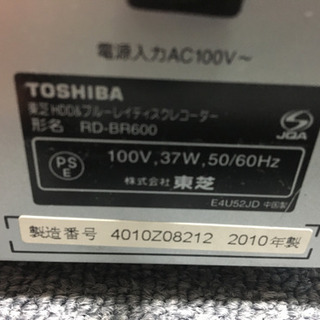 電源入力AC100V～
TOSHIBA
東芝HDD&ブルーレイディスクレコーダー
形名 RD-BR600
JQA
PS
E
100V, 37W, 50/60Hz
株式会社 東芝
E4U52JD 中国製
製造番号 4010Z08212 2010年製